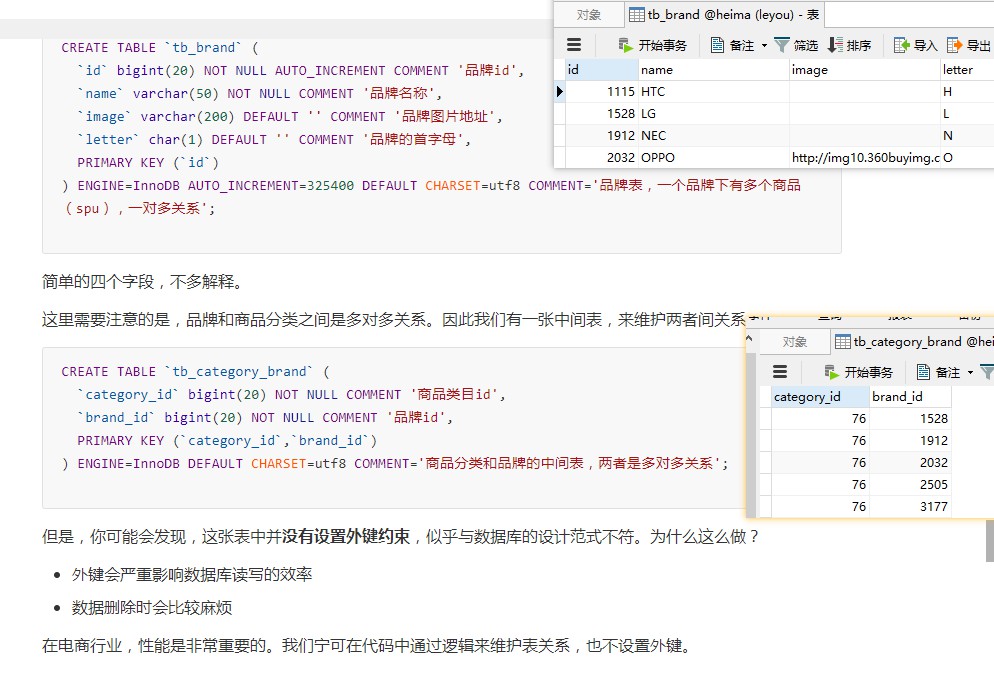 对象
tb_brand @heima (leyou) - 表
开始事务 备注 筛选 排序 导入 导出
id name image letter
1115 HTC H
1528 LG L
1912 NEC N
2032 OPPO http://img10.360buyimg.c O
CREATE TABLE `tb_brand` (
`id` bigint(20) NOT NULL AUTO_INCREMENT COMMENT '品牌id',
`name` varchar(50) NOT NULL COMMENT '品牌名称',
`image` varchar(200) DEFAULT '' COMMENT '品牌图片地址',
`letter` char(1) DEFAULT '' COMMENT '品牌的首字母',
PRIMARY KEY (`id`)
) ENGINE=InnoDB AUTO_INCREMENT=325400 DEFAULT CHARSET=utf8 COMMENT='品牌表，一个品牌下有多个商品
（spu），一对多关系';
简单的四个字段，不多解释。
这里需要注意的是，品牌和商品分类之间是多对多关系。因此我们有一张中间表，来维护两者间关系
对象
tb_category_brand @hei
开始事务 备注
category_id brand_id
76 1528
76 1912
76 2032
76 2505
76 3177
CREATE TABLE `tb_category_brand` (
`category_id` bigint(20) NOT NULL COMMENT '商品类目id',
`brand_id` bigint(20) NOT NULL COMMENT '品牌id',
PRIMARY KEY (`category_id`,`brand_id`)
) ENGINE=InnoDB DEFAULT CHARSET=utf8 COMMENT='商品分类和品牌的中间表，两者是多对多关系';
但是，你可能会发现，这张表中并没有设置外键约束，似乎与数据库的设计范式不符。为什么这么做？
外键会严重影响数据库读写的效率
数据删除时会比较麻烦
在电商行业，性能是非常重要的。我们宁可在代码中通过逻辑来维护表关系，也不设置外键。